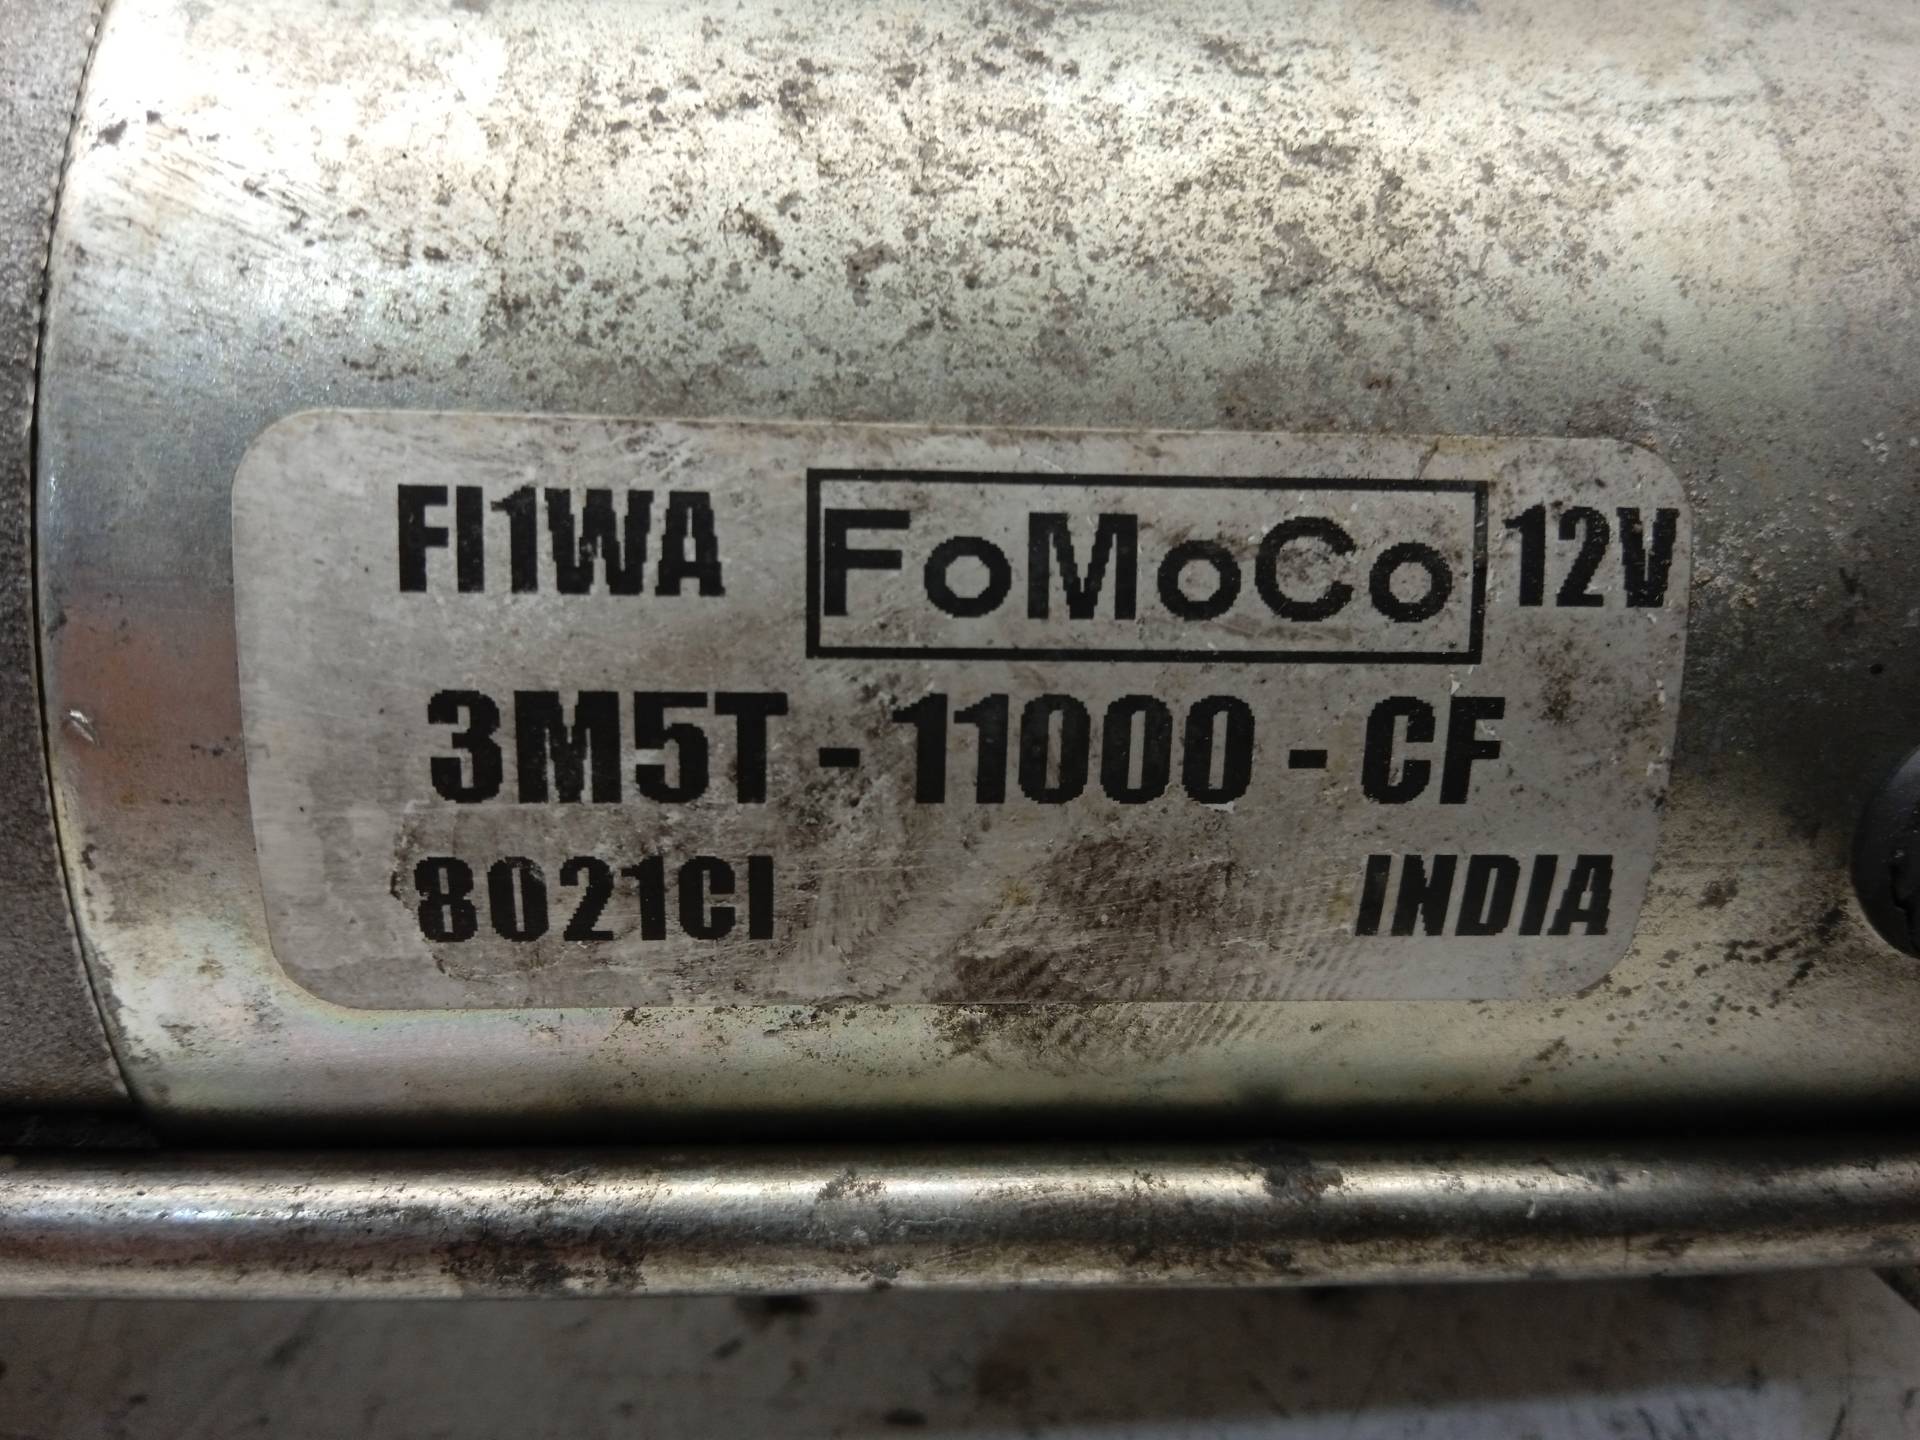 FI1WA FoMoCo 12V
3M5T - 11000 - CF
8021CI INDIA